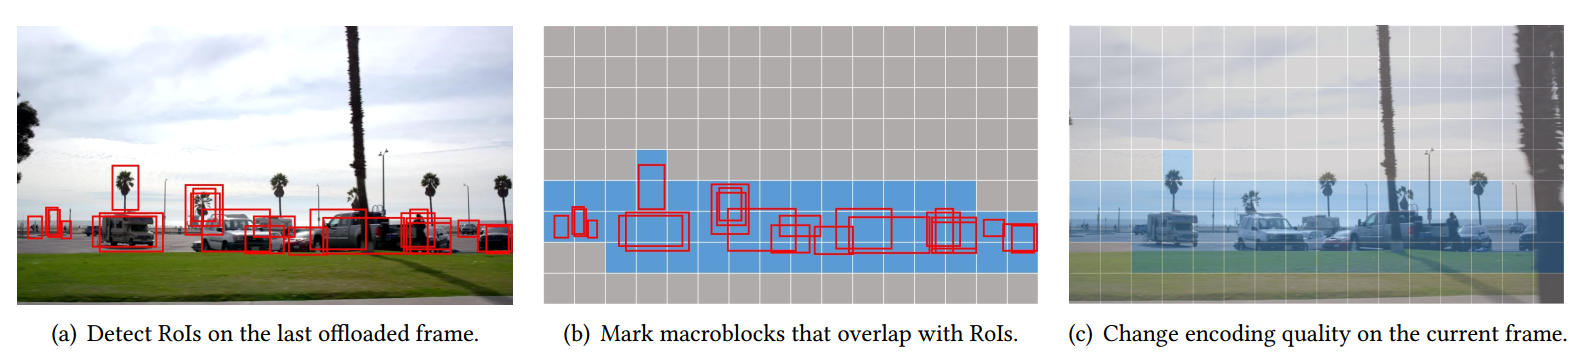 (a) Detect RoIs on the last offloaded frame.
(b) Mark macroblocks that overlap with RoIs.
(c) Change encoding quality on the current frame.